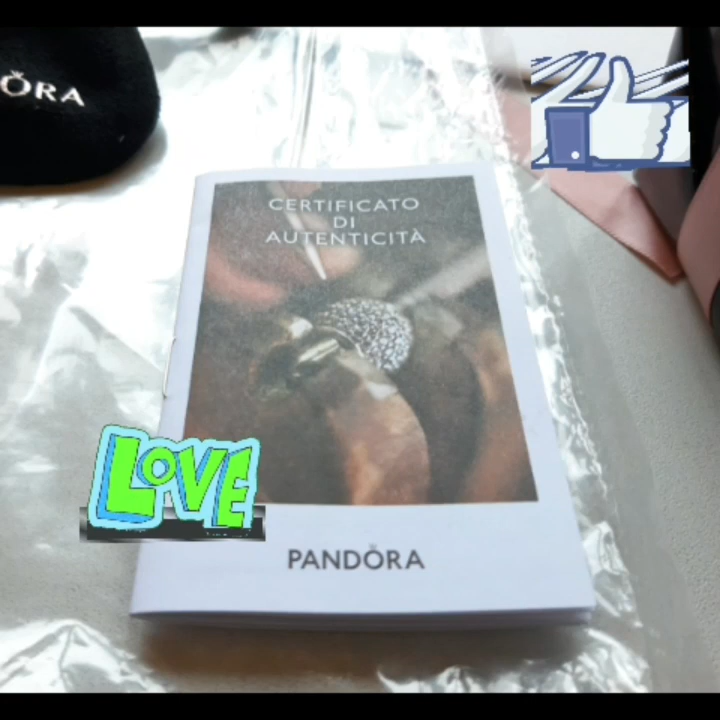 ORA
CERTIFICATO
DI
AUTENTICITÀ
LOVE
PANDORA